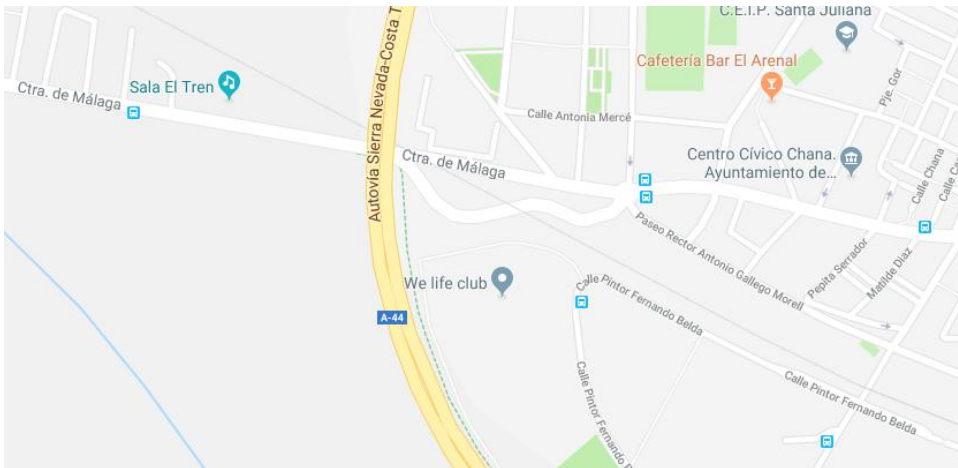 C.E.I.P. Santa Juliana
Autovía Sierra Nevada-Costa T
Cafetería Bar El Arenal
Sala El Tren
Ctra. de Málaga
Pje. Gor
Calle Antonia Mercé
Ctra. de Málaga
Centro Cívico Chana.
Ayuntamiento de...
Calle Chana
Calle Ca
Paseo Rector Antonio Gallego Morell
Pepita Serrador
Matilde Díaz
We life club
Calle Pintor Fernando Belda
A-44
Calle Pintor Fernando B
Calle Pintor Fernando Belda